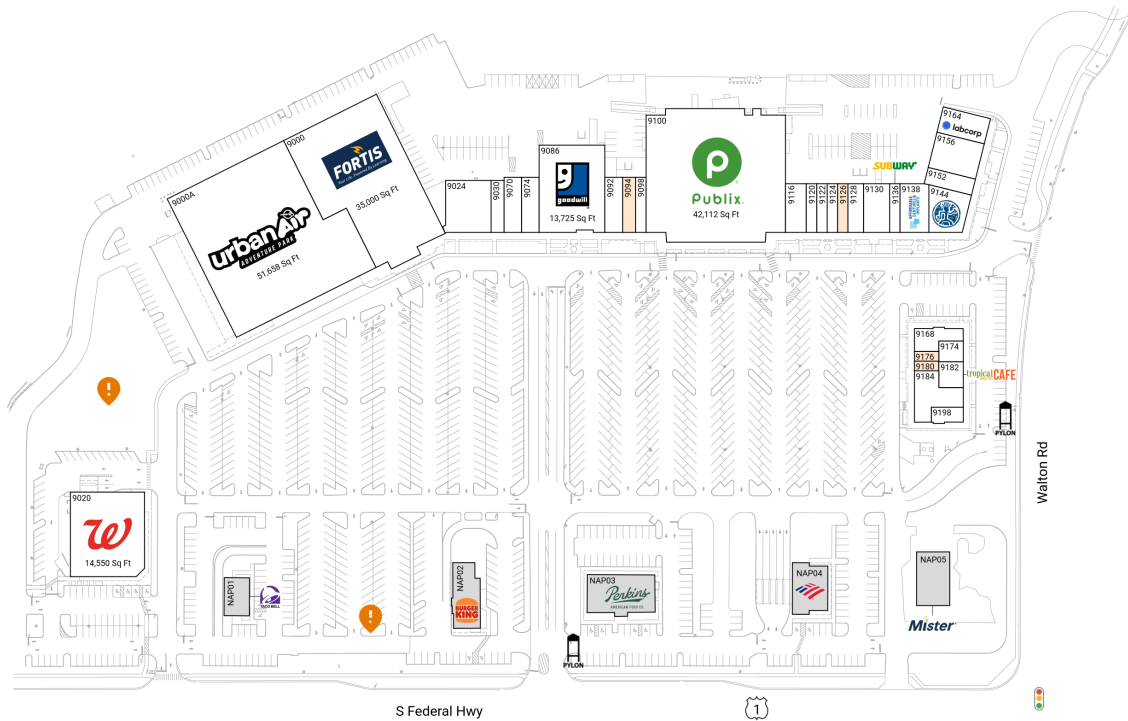 9164
labcorp
9156
9152
9144
9100
Publix
42,112 Sq Ft
9000
FORTIS
35,000 Sq Ft
9000A
urbanAir
ADVENTURE PARK
51,658 Sq Ft
9024
9030
9070
9074
9086
goodwill
13,725 Sq Ft
9092
9094
9098
9116
9120
9122
9124
9126
9128
9130
9136
9138
SUBWAY
9168
9174
9176
9180
9182
9184
9198
tropical CAFE
PYLON
Walton Rd
9020
W
14,550 Sq Ft
NAP01
TACO BELL
NAP02
BURGER
KING
NAP03
Perkins
AMERICAN FOOD CO.
NAP04
NAP05
Mister
PYLON
S Federal Hwy
1